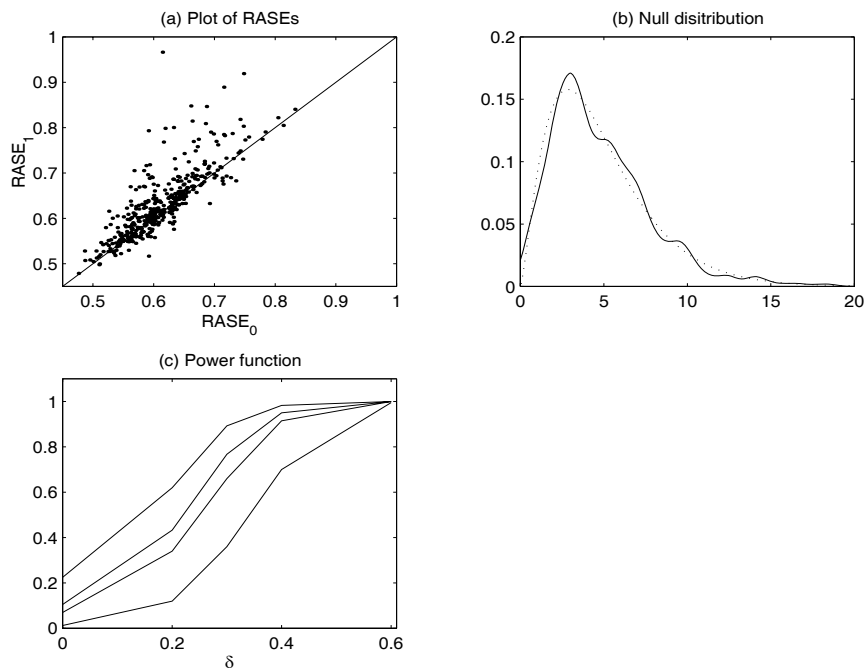 (a) Plot of RASEs
1
0.9
0.8
0.7
0.6
0.5
RASE1
0.5 0.6 0.7 0.8 0.9 1
RASE0
(b) Null disitribution
0.2
0.15
0.1
0.05
0
0 5 10 15 20
(c) Power function
1
0.8
0.6
0.4
0.2
0
0 0.2 0.4 0.6
δ